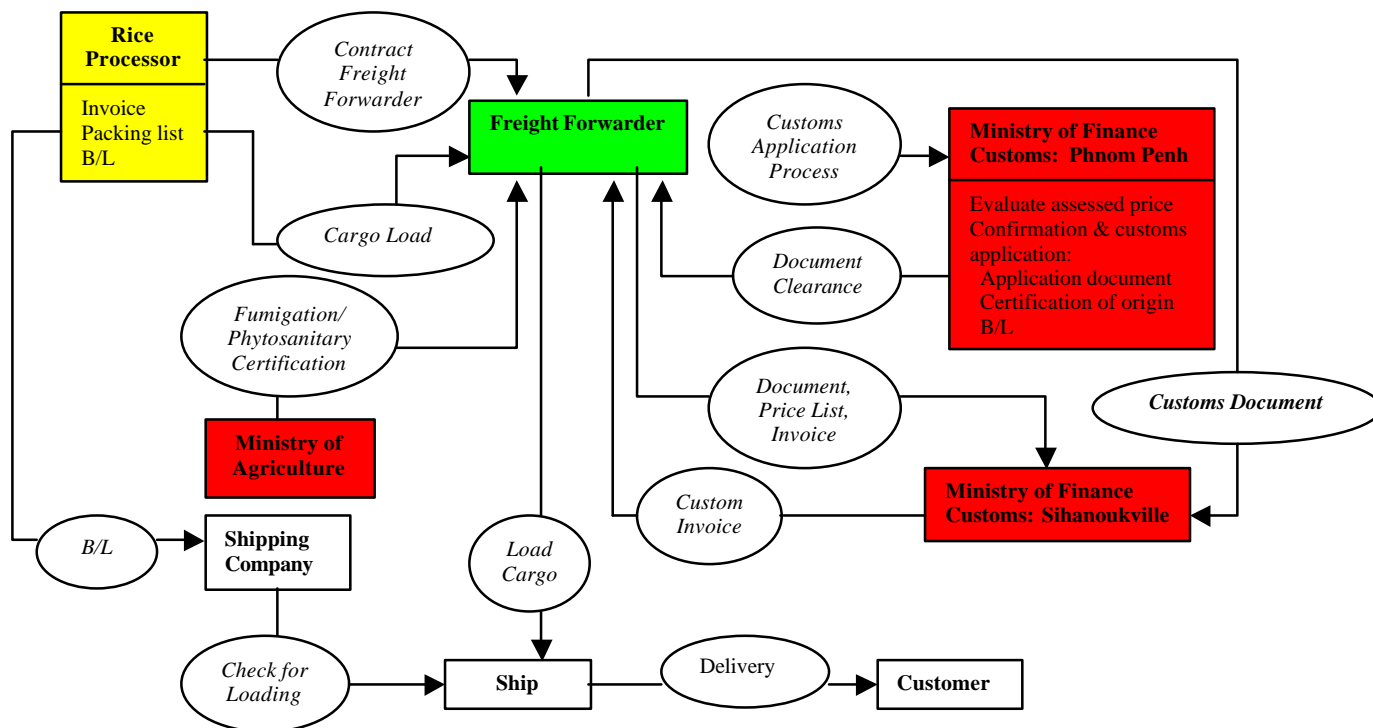 Rice
Processor
Invoice
Packing list
B/L
Contract
Freight
Forwarder
Freight Forwarder
Customs
Application
Process
Ministry of Finance
Customs:  Phnom Penh
Evaluate assessed price
Confirmation & customs
application:
Application document
Certification of origin
B/L
Cargo Load
Document
Clearance
Fumigation/
Phytosanitary
Certification
Document,
Price List,
Invoice
Customs Document
Ministry of
Agriculture
Ministry of Finance
Customs:  Sihanoukville
Custom
Invoice
B/L
Shipping
Company
Load
Cargo
Check for
Loading
Ship
Delivery
Customer